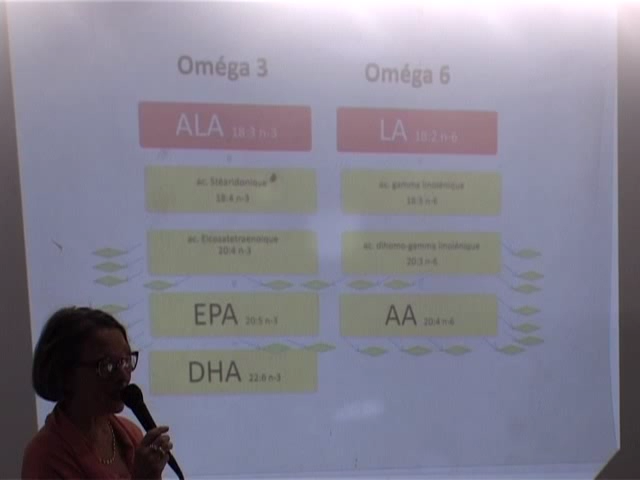 Oméga 3
ALA 18:3 n-3
ac. Stéaridonique
18:4 n-3
ac. Eicosatetraenoique
20:4 n-3
EPA 20:5 n-3
DHA 22:6 n-3
Oméga 6
LA 18:2 n-6
ac. gamma linolénique
18:3 n-6
ac. dihomo-gamma linolénique
20:3 n-6
AA 20:4 n-6